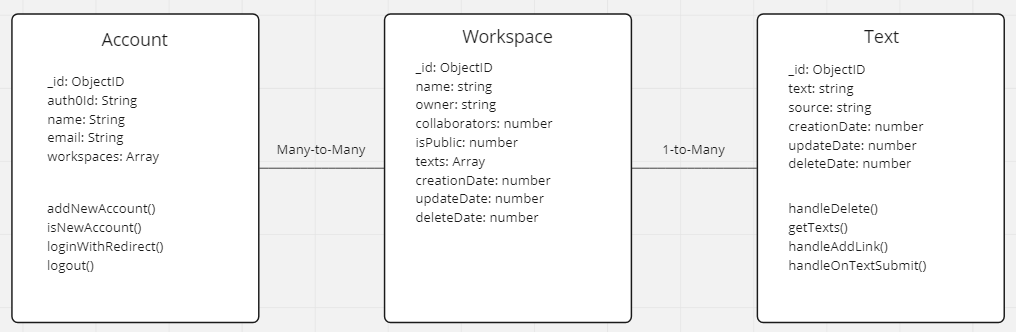 Account
_id: ObjectID
auth0Id: String
name: String
email: String
workspaces: Array
addNewAccount()
isNewAccount()
loginWithRedirect()
logout()
Many-to-Many
Workspace
_id: ObjectID
name: string
owner: string
collaborators: number
isPublic: number
texts: Array
creationDate: number
updateDate: number
deleteDate: number
1-to-Many
Text
_id: ObjectID
text: string
source: string
creationDate: number
updateDate: number
deleteDate: number
handleDelete()
getTexts()
handleAddLink()
handleOnTextSubmit()